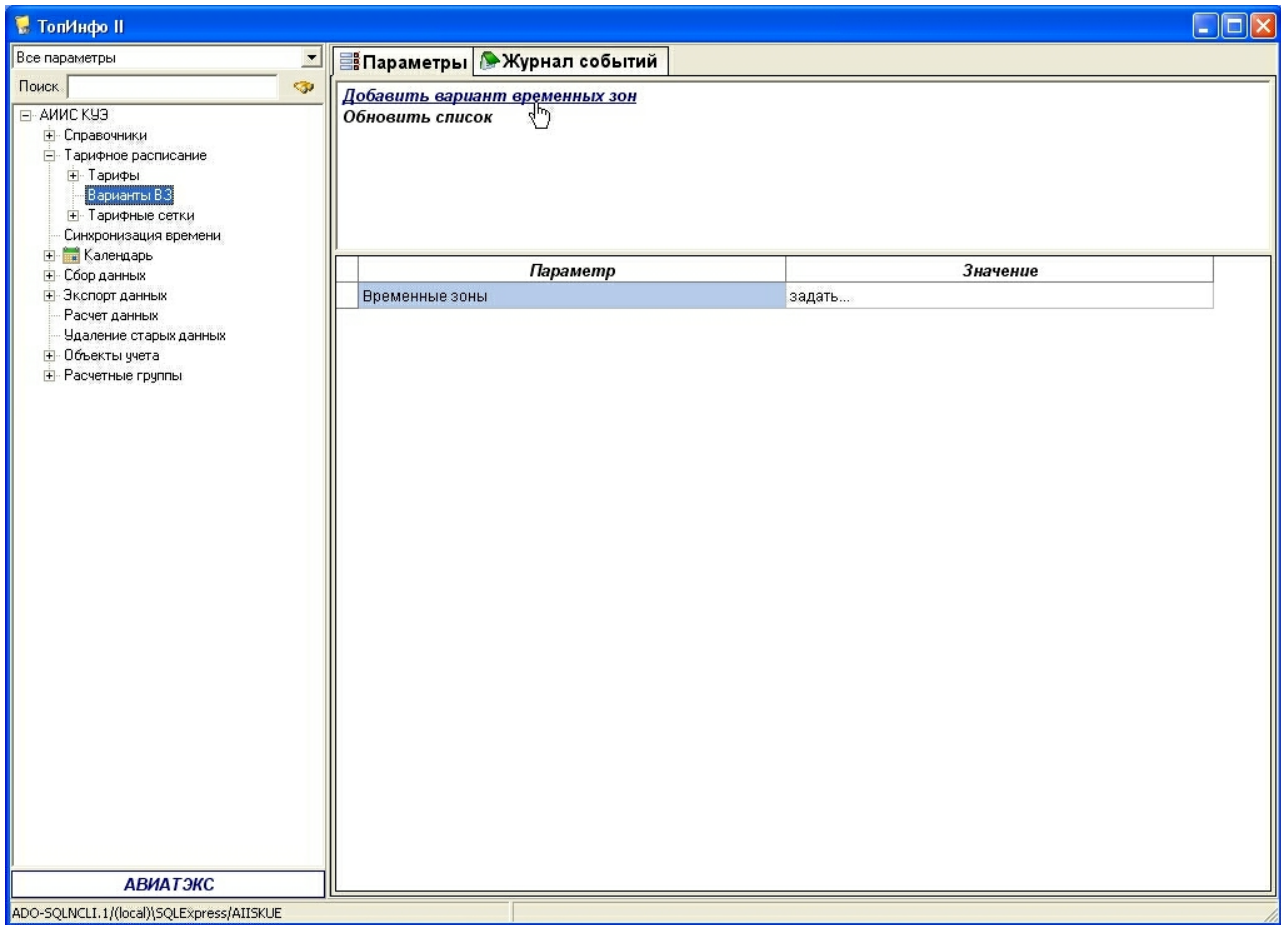 ТопИнфо II
Все параметры
Поиск
АИИС КУЭ
Справочники
Тарифное расписание
Тарифы
Варианты ВЗ
Тарифные сетки
Синхронизация времени
Календарь
Сбор данных
Экспорт данных
Расчет данных
Удаление старых данных
Объекты учета
Расчетные группы
АВИАТЭКС
Параметры Журнал событий
Добавить вариант временных зон
Обновить список
Параметр Значение
Временные зоны задать...
ADO-SQLNCLI.1/(local)\SQLExpress/AIISKUE